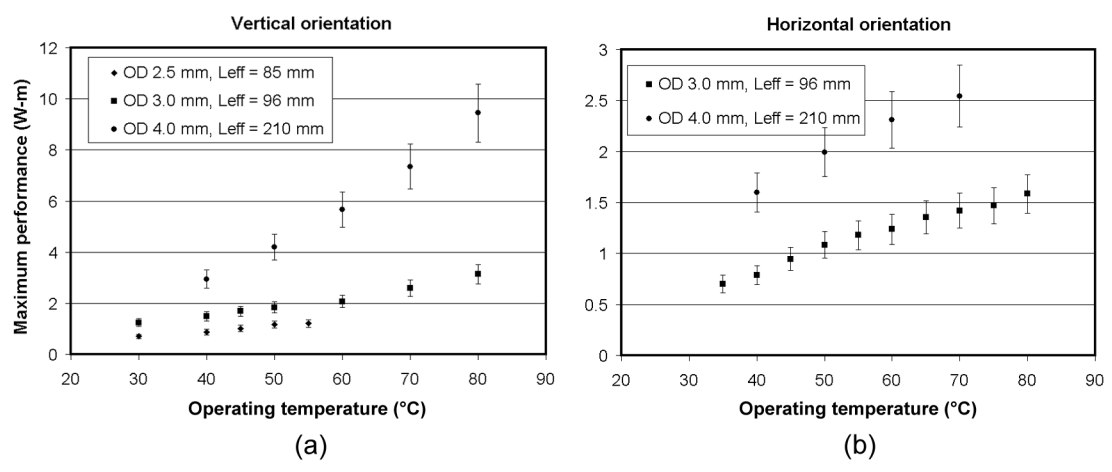 Vertical orientation
Maximum performance (W-m)
12
10
8
6
4
2
0
OD 2.5 mm, Leff = 85 mm
OD 3.0 mm, Leff = 96 mm
OD 4.0 mm, Leff = 210 mm
20 30 40 50 60 70 80 90
Operating temperature (°C)
(a)
Horizontal orientation
3
2.5
2
1.5
1
0.5
0
OD 3.0 mm, Leff = 96 mm
OD 4.0 mm, Leff = 210 mm
20 30 40 50 60 70 80 90
Operating temperature (°C)
(b)